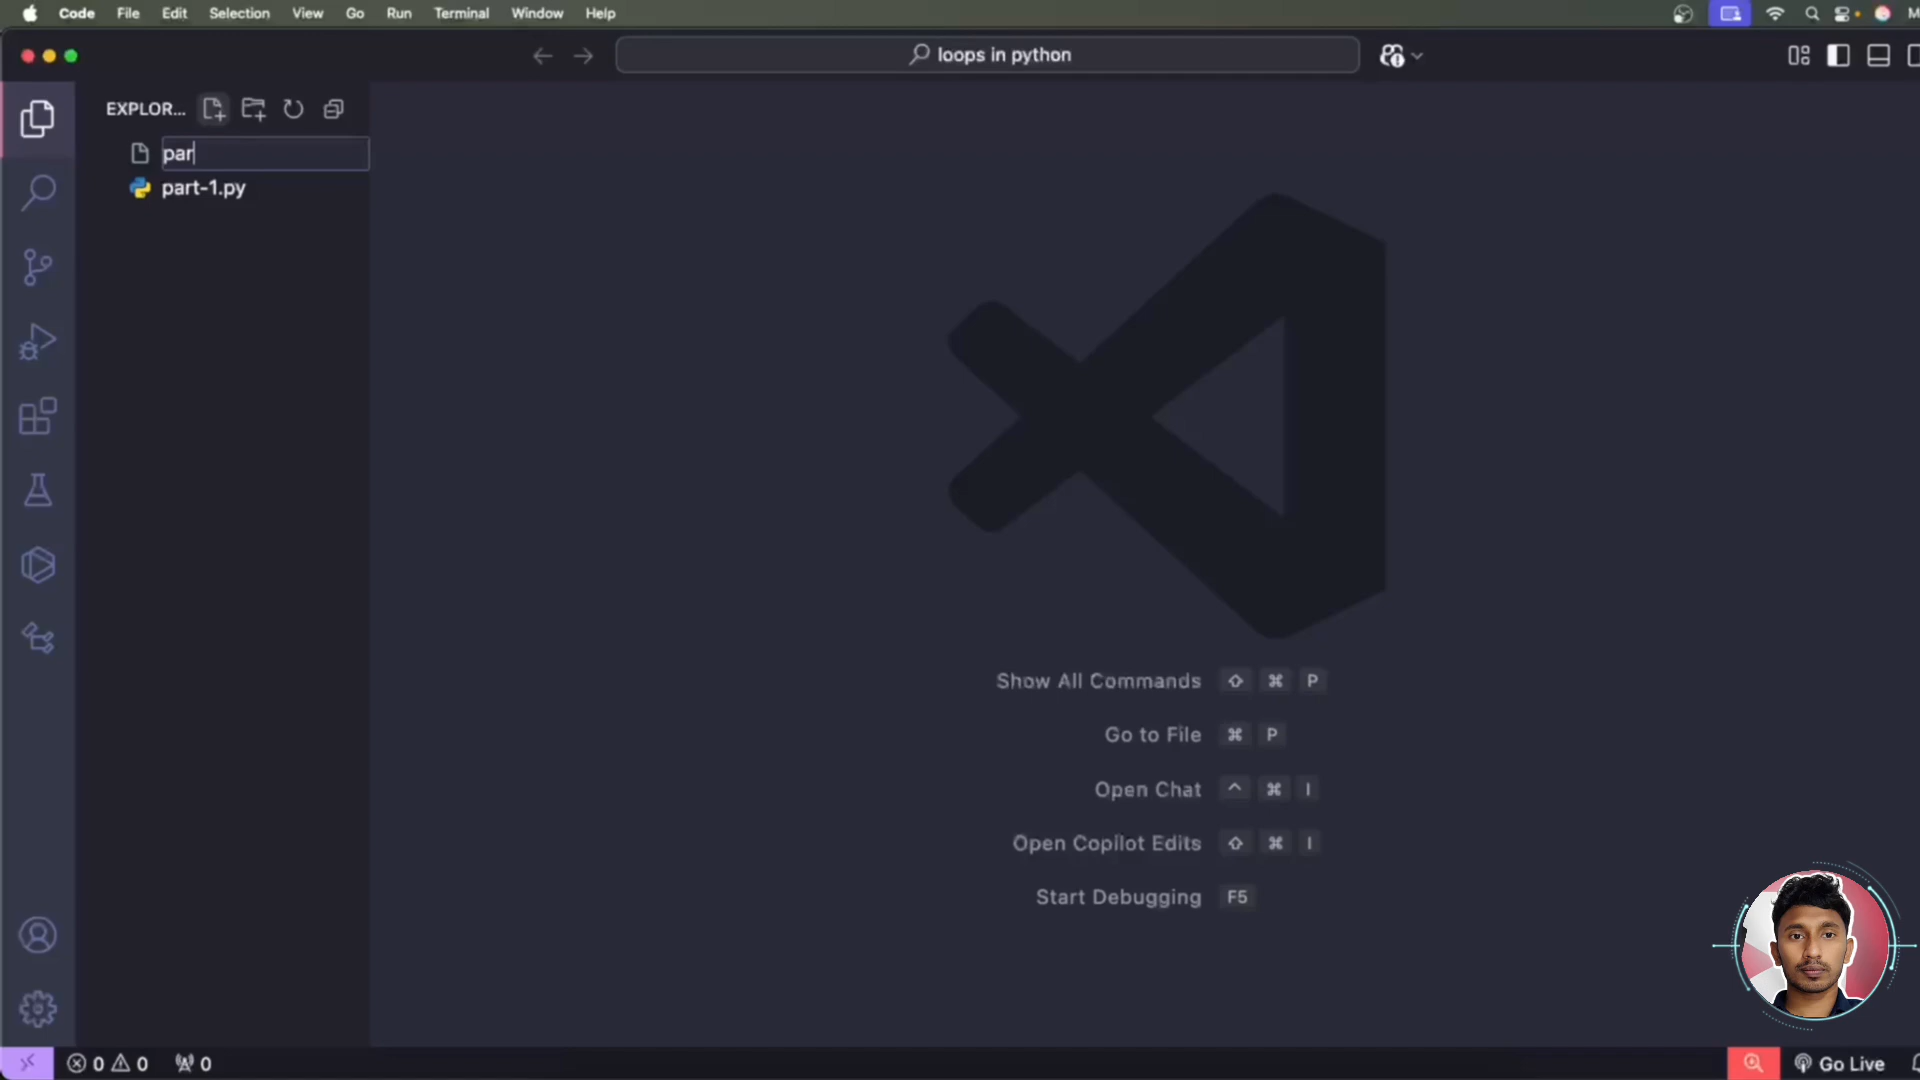 Code File Edit Selection View Go Run Terminal Window Help
loops in python
EXPLOR...
par
part-1.py
Show All Commands ⇧ ⌘ P
Go to File ⌘ P
Open Chat ^ ⌘ I
Open Copilot Edits ⇧ ⌘ I
Start Debugging F5
0 0 0 Go Live